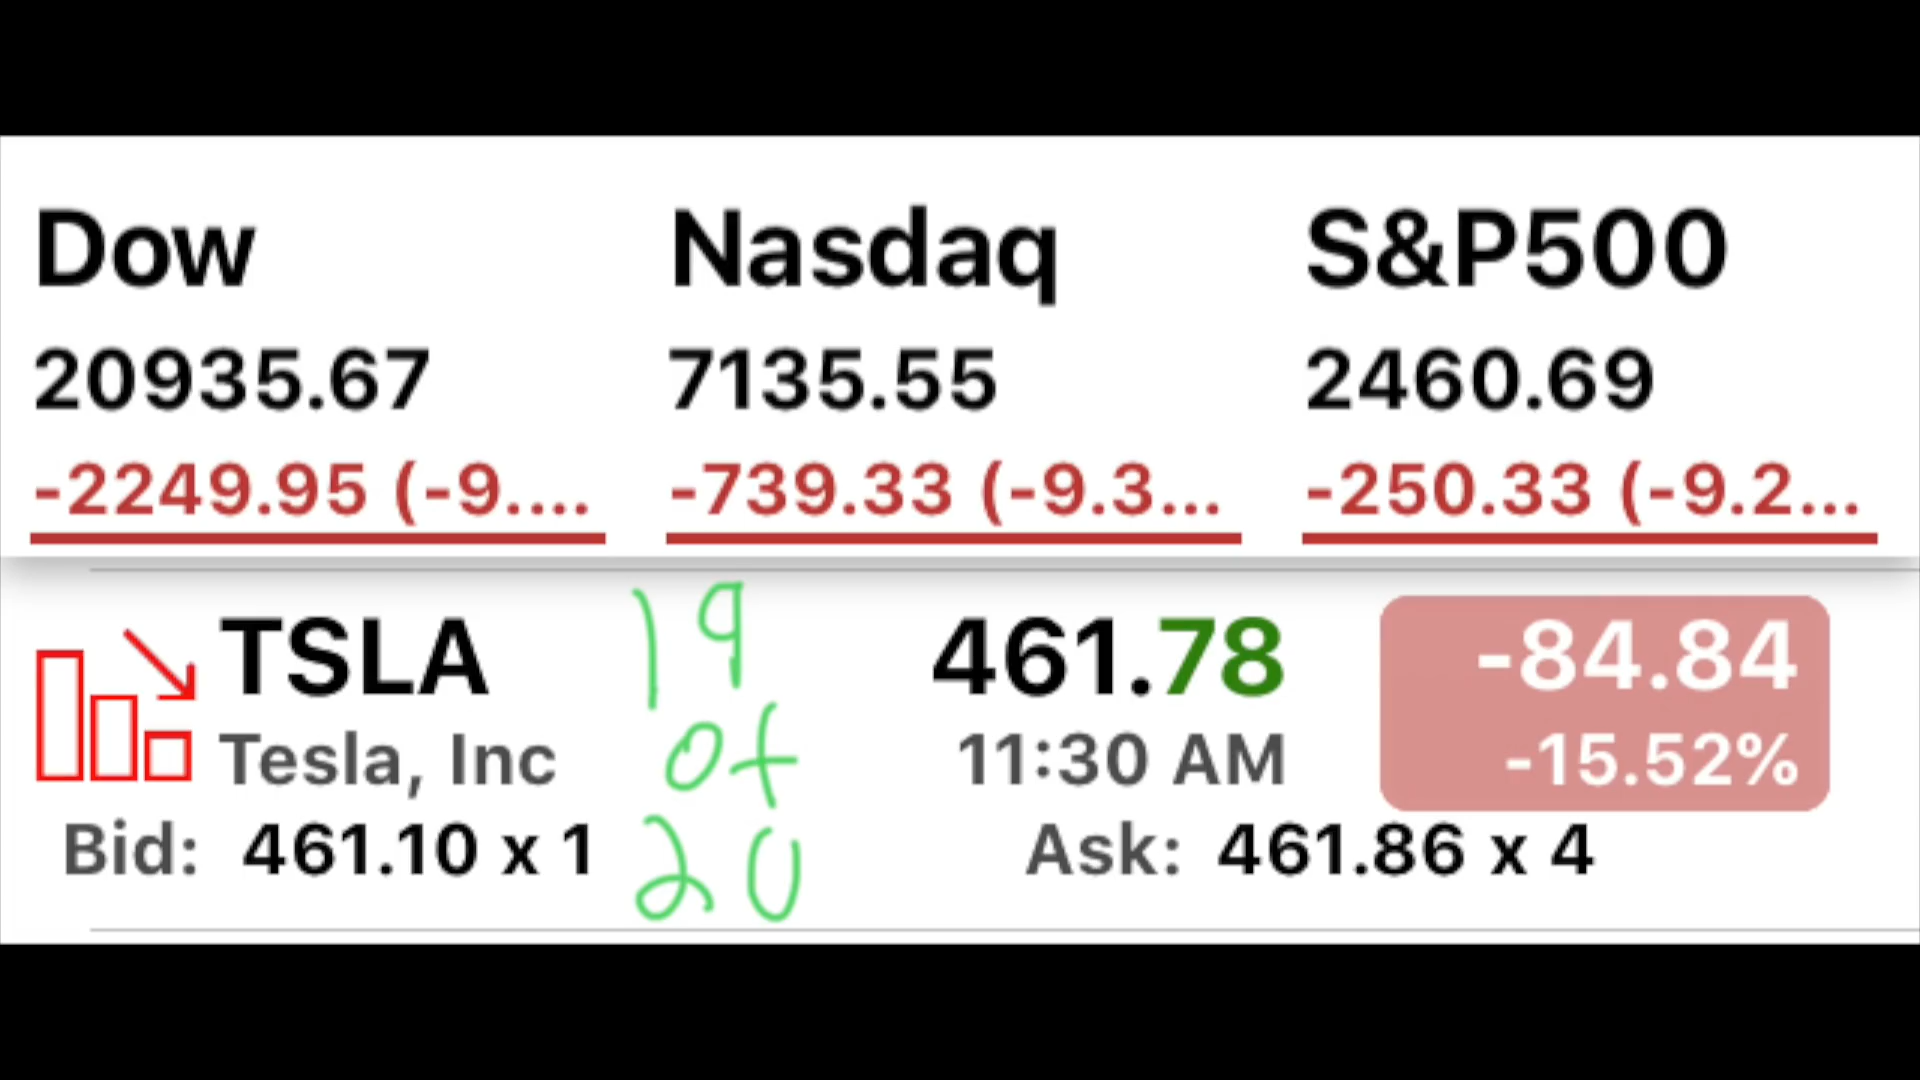 Dow Nasdaq S&P500
20935.67 7135.55 2460.69
-2249.95 (-9.... -739.33 (-9.3... -250.33 (-9.2...
TSLA 19 461.78 -84.84
Tesla, Inc of 11:30 AM -15.52%
Bid: 461.10 x 1 20 Ask: 461.86 x 4